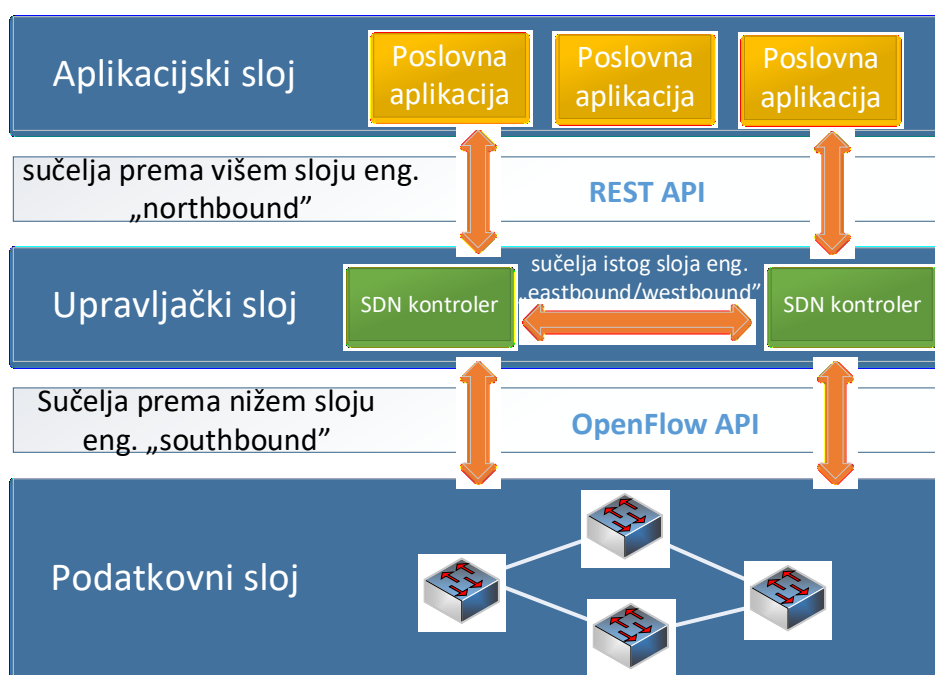 Aplikacijski sloj
Poslovna
aplikacija
Poslovna
aplikacija
Poslovna
aplikacija
sučelja prema višem sloju eng.
„northbound”
REST API
Upravljački sloj
SDN kontroler
sučelja istog sloja eng.
„eastbound/westbound”
SDN kontroler
Sučelja prema nižem sloju
eng. „southbound”
OpenFlow API
Podatkovni sloj